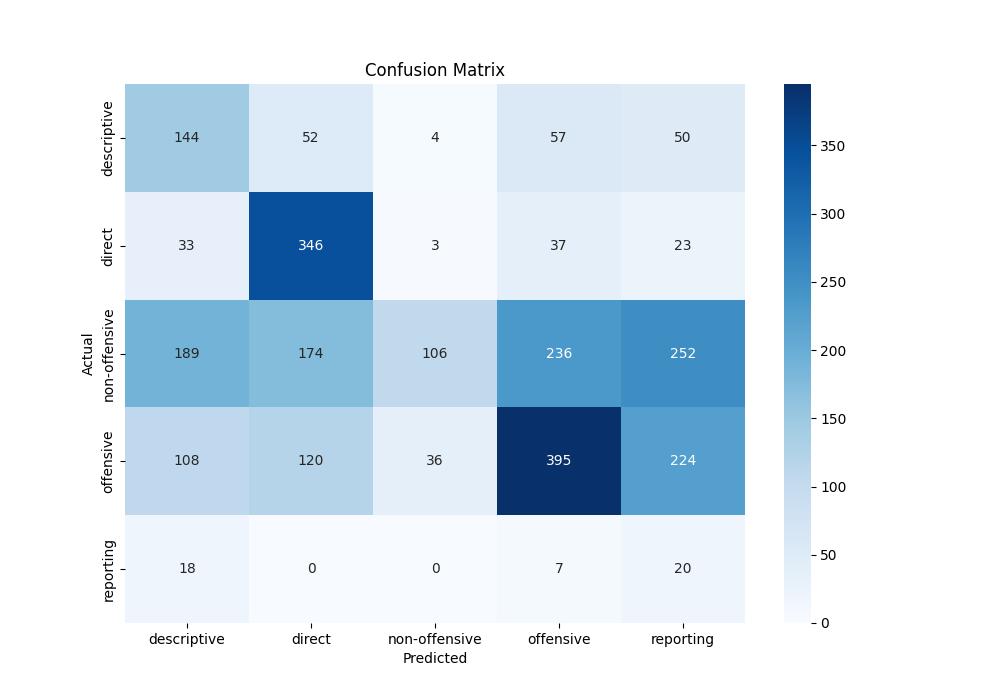 Confusion Matrix
descriptive 144 52 4 57 50
direct 33 346 3 37 23
non-offensive 189 174 106 236 252
offensive 108 120 36 395 224
reporting 18 0 0 7 20
Actual
descriptive direct non-offensive offensive reporting
Predicted
350
300
250
200
150
100
50
0